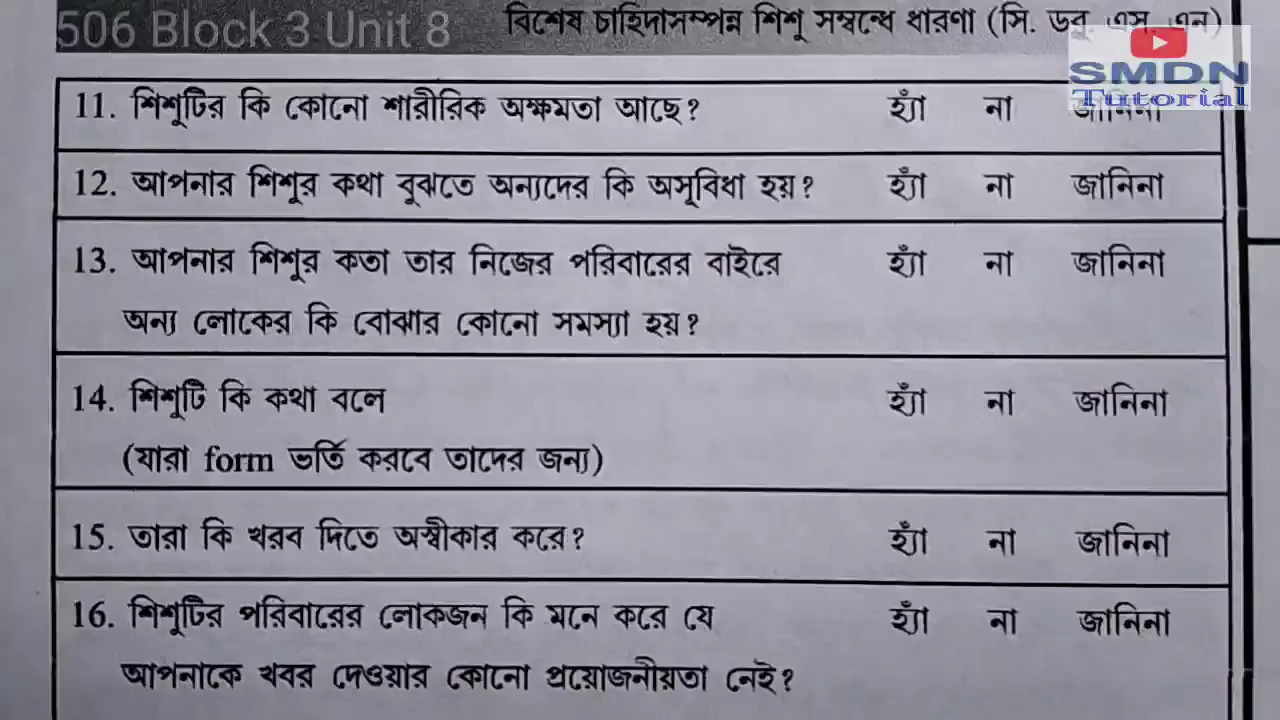 506 Block 3 Unit 8
বিশেষ চাহিদাসম্পন্ন শিশু সম্বন্ধে ধারণা (সি. ডব্লু. এস. এন)
SMDN
Tutorial
11. শিশুটির কি কোনো শারীরিক অক্ষমতা আছে? হ্যাঁ না জানিনা
12. আপনার শিশুর কথা বুঝতে অন্যদের কি অসুবিধা হয়? হ্যাঁ না জানিনা
13. আপনার শিশুর কতা তার নিজের পরিবারের বাইরে হ্যাঁ না জানিনা
অন্য লোকের কি বোঝার কোনো সমস্যা হয়?
14. শিশুটি কি কথা বলে হ্যাঁ না জানিনা
(যারা form ভর্তি করবে তাদের জন্য)
15. তারা কি খরব দিতে অস্বীকার করে? হ্যাঁ না জানিনা
16. শিশুটির পরিবারের লোকজন কি মনে করে যে হ্যাঁ না জানিনা
আপনাকে খবর দেওয়ার কোনো প্রয়োজনীয়তা নেই?